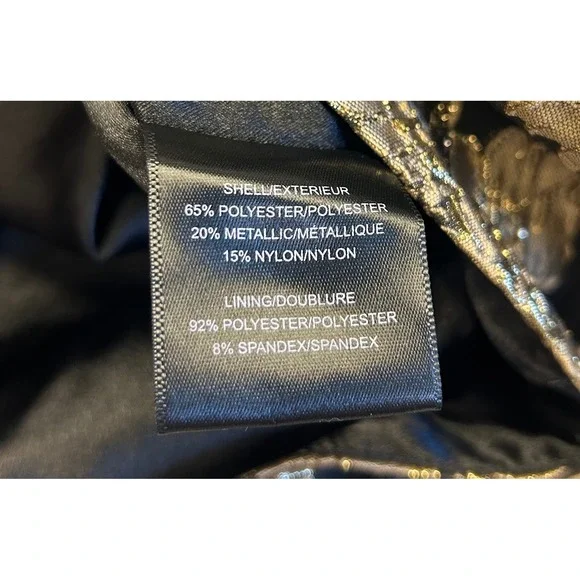 SHELL/EXTERIEUR
65% POLYESTER/POLYESTER
20% METALLIC/MÉTALLIQUE
15% NYLON/NYLON
LINING/DOUBLURE
92% POLYESTER/POLYESTER
8% SPANDEX/SPANDEX